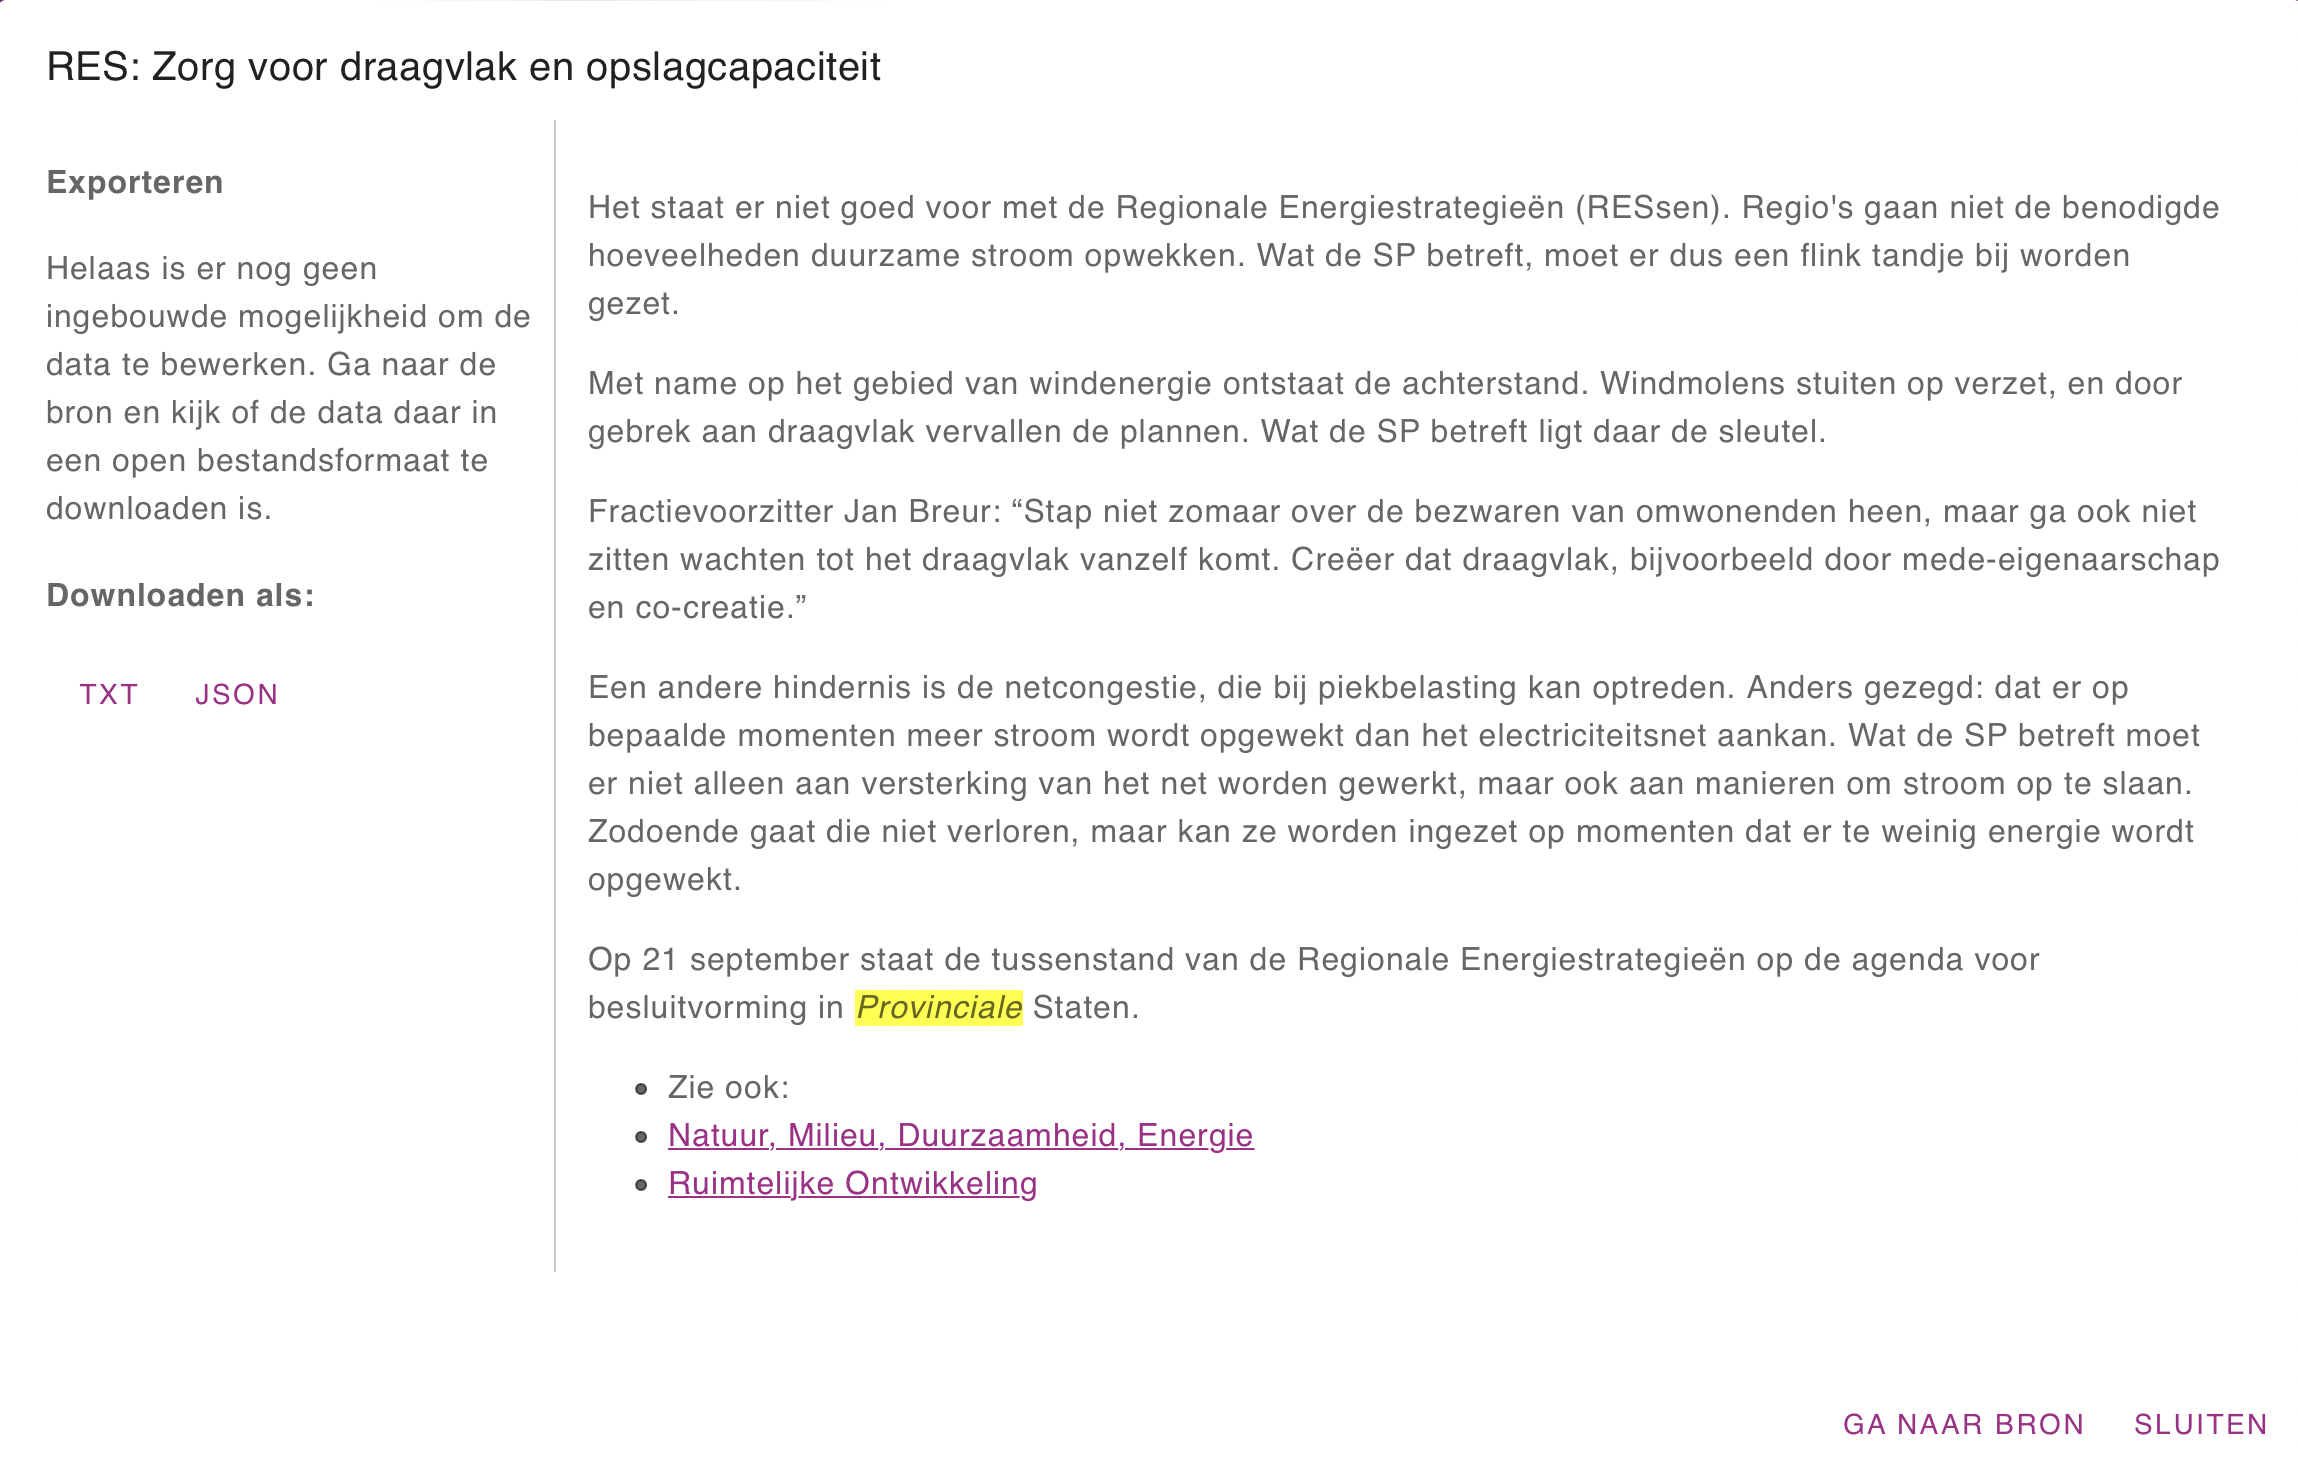 RES: Zorg voor draagvlak en opslagcapaciteit
Exporteren
Helaas is er nog geen
ingebouwde mogelijkheid om de
data te bewerken. Ga naar de
bron en kijk of de data daar in
een open bestandsformaat te
downloaden is.
Downloaden als:
TXT JSON
Het staat er niet goed voor met de Regionale Energiestrategieën (RESsen). Regio's gaan niet de benodigde
hoeveelheden duurzame stroom opwekken. Wat de SP betreft, moet er dus een flink tandje bij worden
gezet.
Met name op het gebied van windenergie ontstaat de achterstand. Windmolens stuiten op verzet, en door
gebrek aan draagvlak vervallen de plannen. Wat de SP betreft ligt daar de sleutel.
Fractievoorzitter Jan Breur: “Stap niet zomaar over de bezwaren van omwonenden heen, maar ga ook niet
zitten wachten tot het draagvlak vanzelf komt. Creëer dat draagvlak, bijvoorbeeld door mede-eigenaarschap
en co-creatie.”
Een andere hindernis is de netcongestie, die bij piekbelasting kan optreden. Anders gezegd: dat er op
bepaalde momenten meer stroom wordt opgewekt dan het electriciteitsnet aankan. Wat de SP betreft moet
er niet alleen aan versterking van het net worden gewerkt, maar ook aan manieren om stroom op te slaan.
Zodoende gaat die niet verloren, maar kan ze worden ingezet op momenten dat er te weinig energie wordt
opgewekt.
Op 21 september staat de tussenstand van de Regionale Energiestrategieën op de agenda voor
besluitvorming in Provinciale Staten.
• Zie ook:
• Natuur, Milieu, Duurzaamheid, Energie
• Ruimtelijke Ontwikkeling
GA NAAR BRON SLUITEN